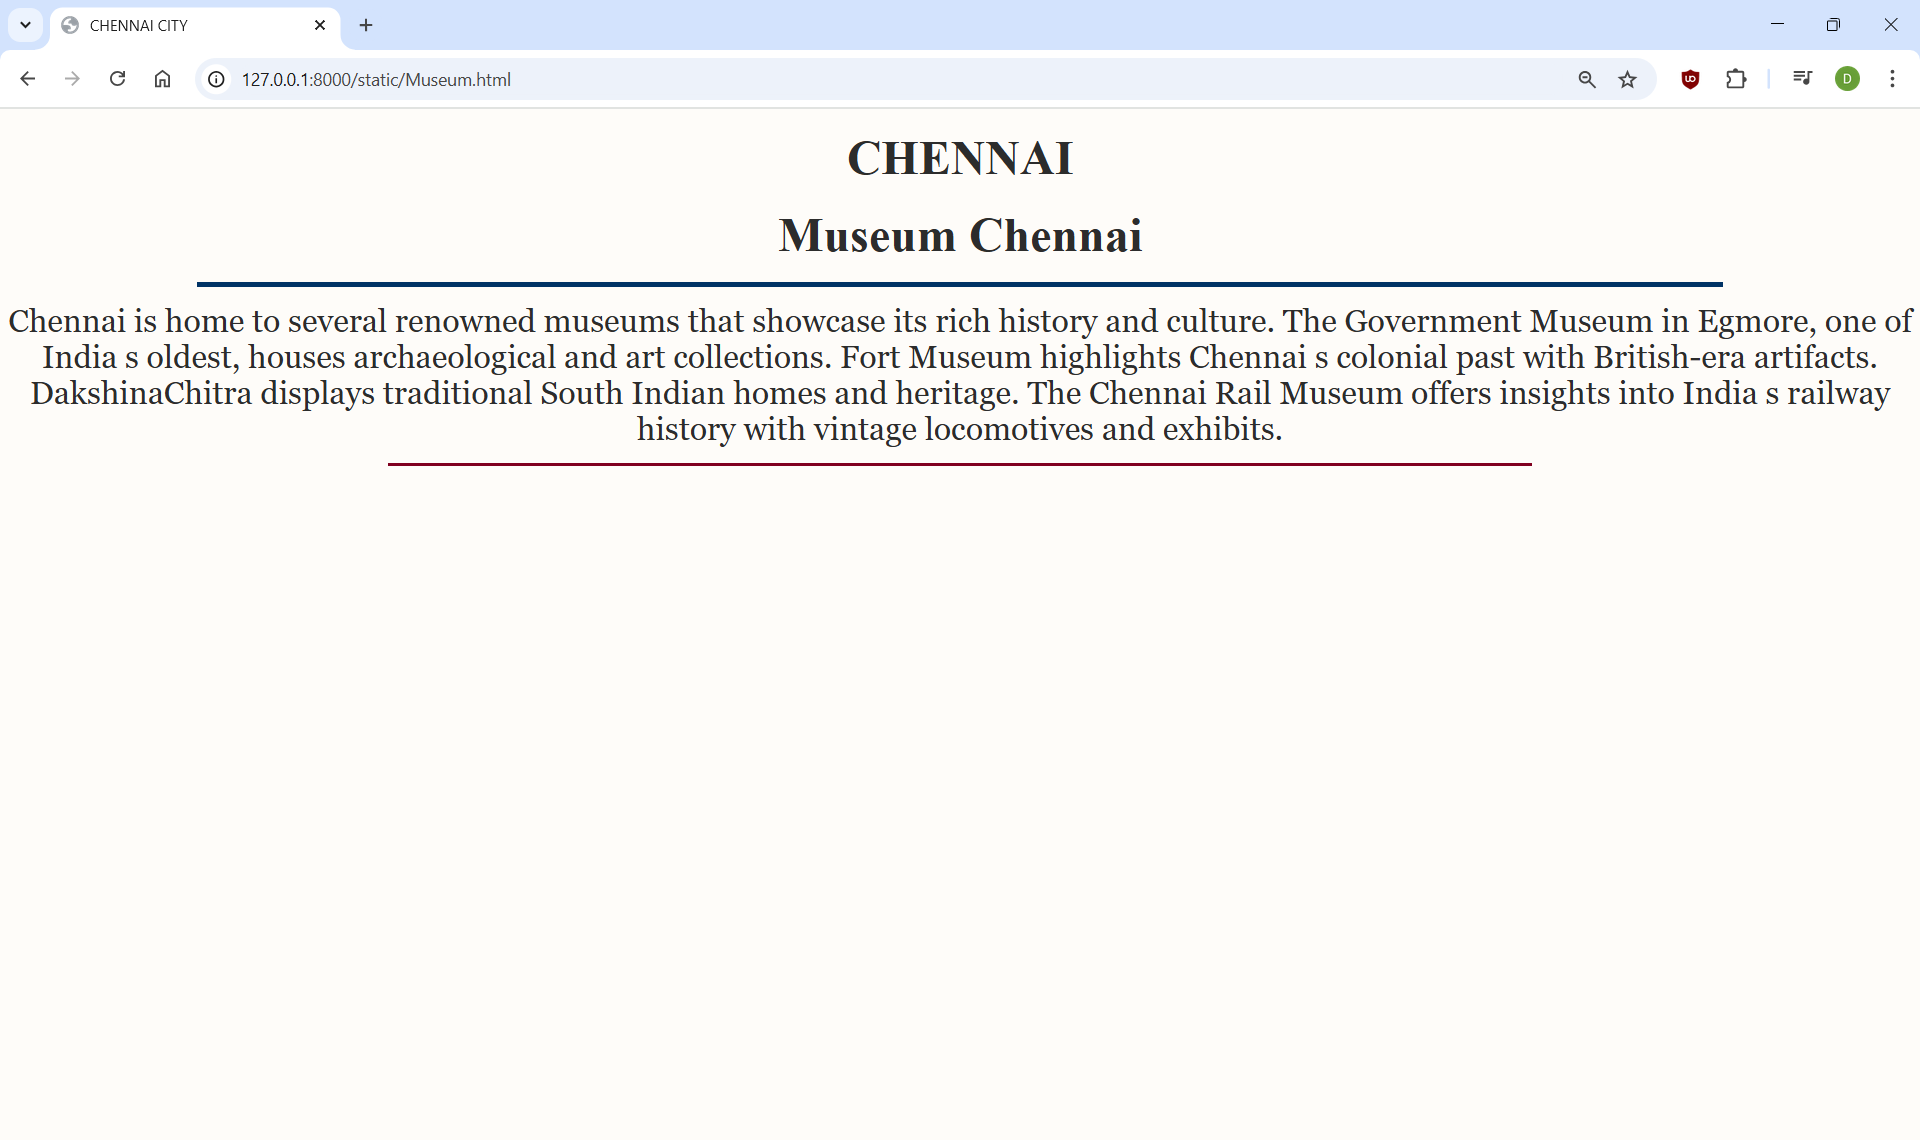 CHENNAI CITY
127.0.0.1:8000/static/Museum.html
D
CHENNAI
Museum Chennai
Chennai is home to several renowned museums that showcase its rich history and culture. The Government Museum in Egmore, one of
India s oldest, houses archaeological and art collections. Fort Museum highlights Chennai s colonial past with British-era artifacts.
DakshinaChitra displays traditional South Indian homes and heritage. The Chennai Rail Museum offers insights into India s railway
history with vintage locomotives and exhibits.